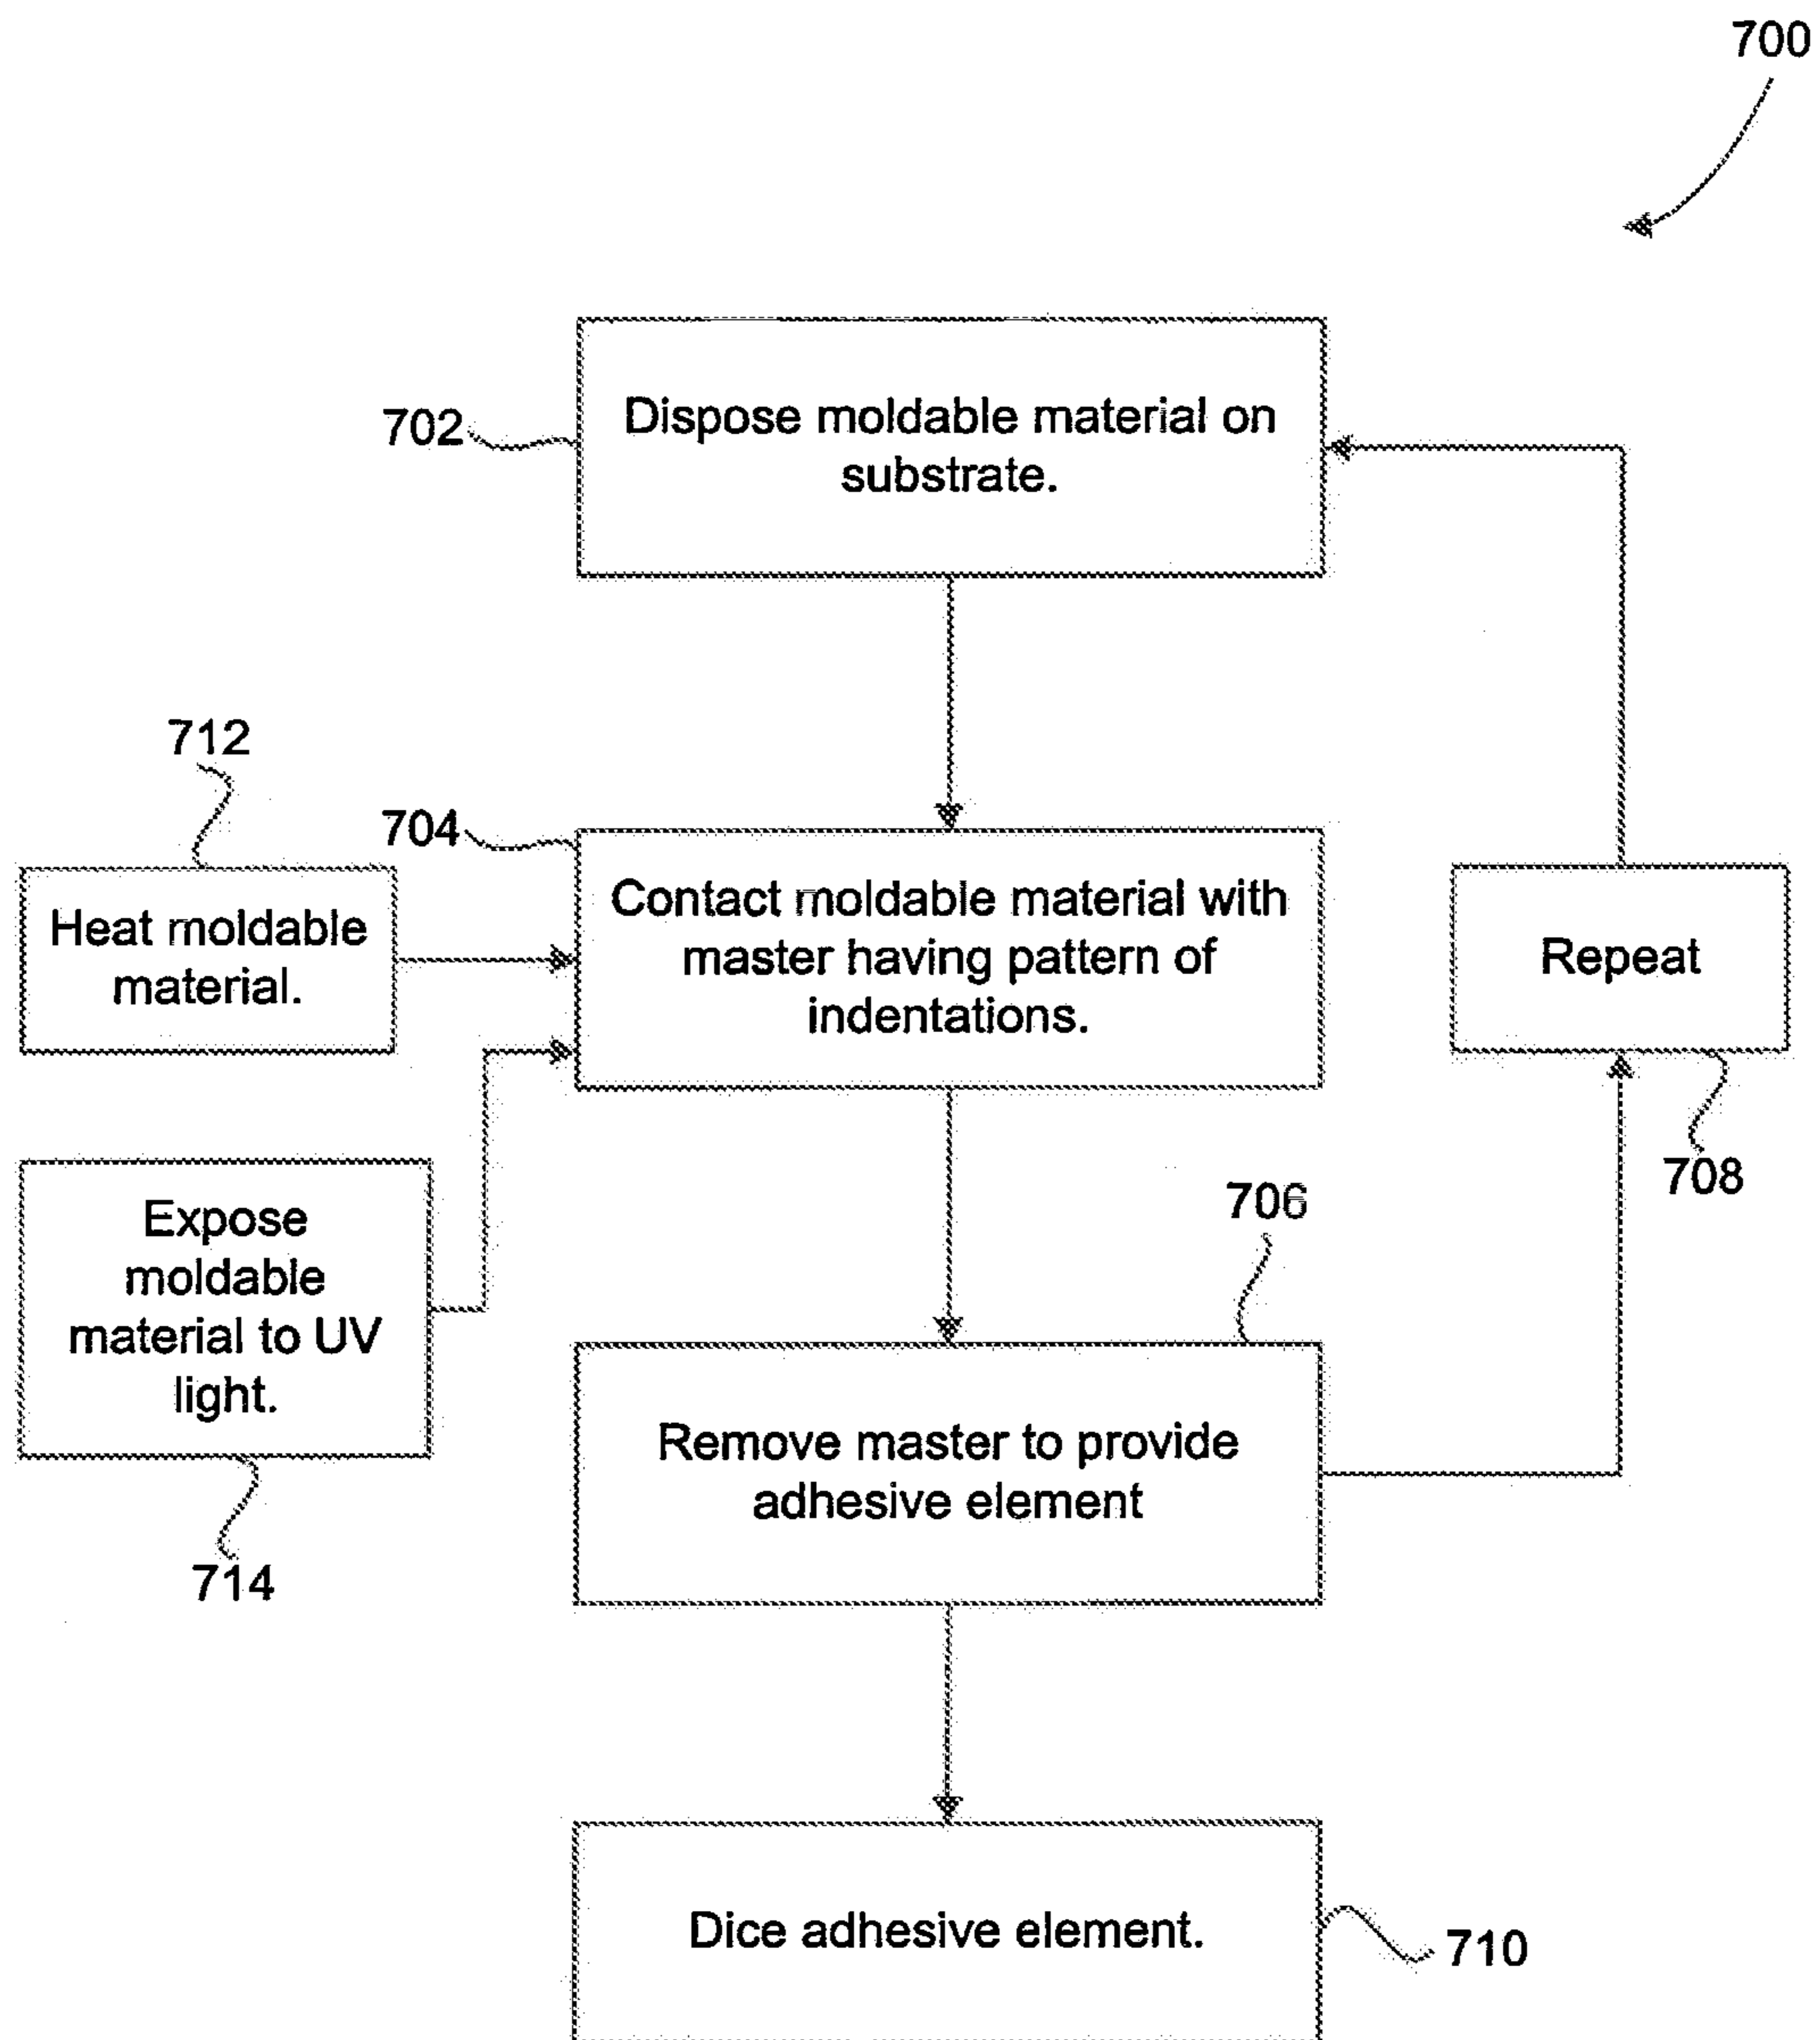 700
702
Dispose moldable material on
substrate.
712
704
Heat moldable
material.
Contact moldable material with
master having pattern of
indentations.
Repeat
708
Expose
moldable
material to UV
light.
714
706
Remove master to provide
adhesive element
Dice adhesive element.
710